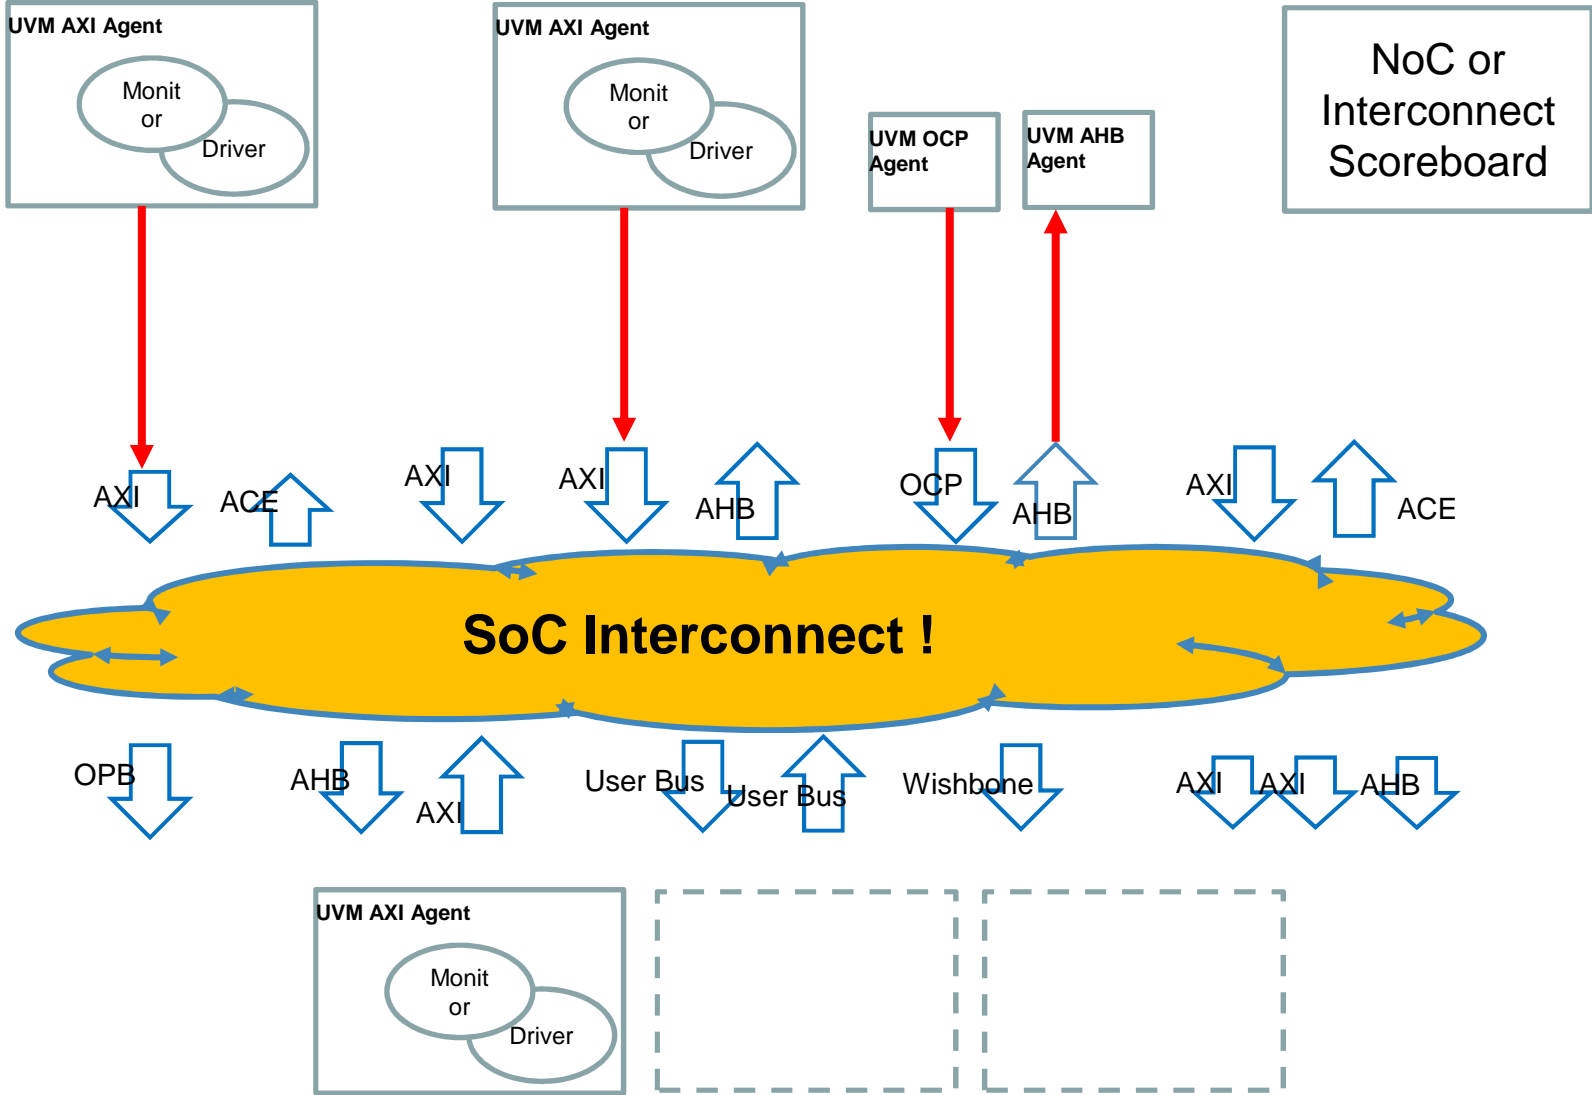 UVM AXI Agent
Monit
or
Driver
UVM AXI Agent
Monit
or
Driver
UVM OCP
Agent
UVM AHB
Agent
NoC or
Interconnect
Scoreboard
AXI
ACE
AXI
AXI
AHB
OCP
AHB
AXI
ACE
SoC Interconnect !
OPB
AHB
AXI
User Bus
User Bus
Wishbone
AXI
AXI
AHB
UVM AXI Agent
Monit
or
Driver